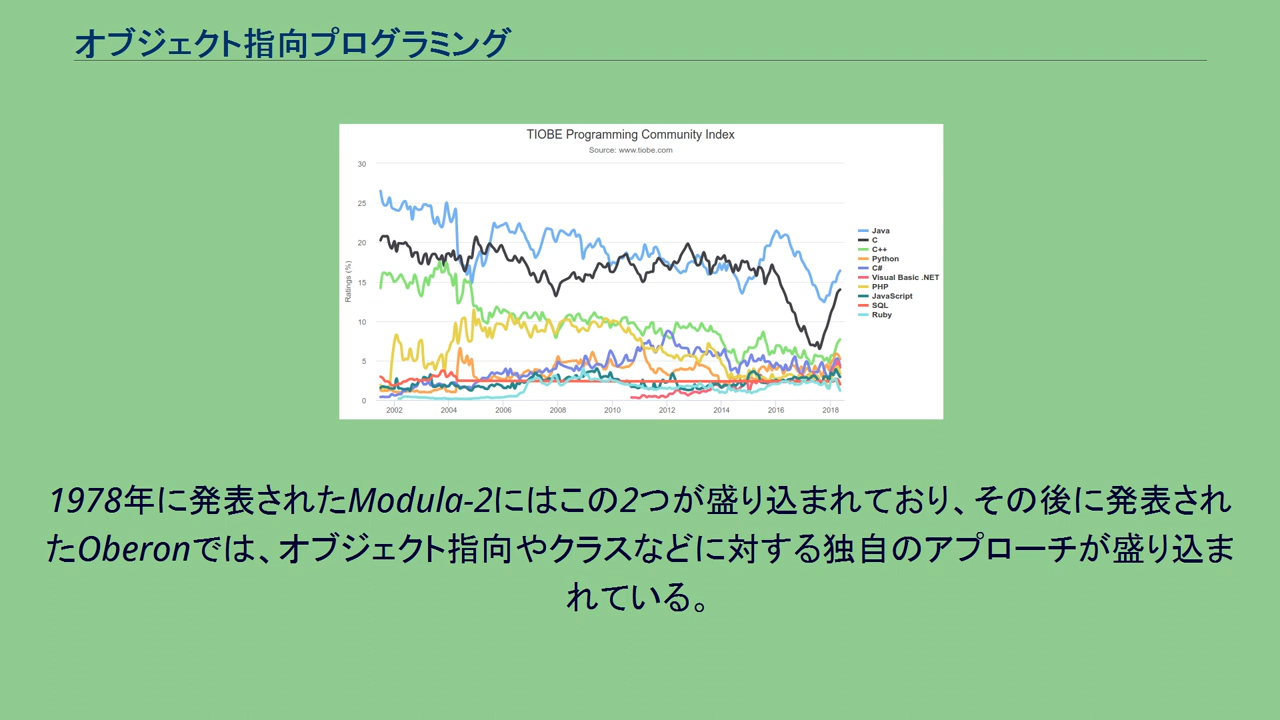 オブジェクト指向プログラミング
TIOBE Programming Community Index
Source: www.tiobe.com
Ratings (%)
30
25
20
15
10
5
0
2002 2004 2006 2008 2010 2012 2014 2016 2018
Java
C
C++
Python
C#
Visual Basic .NET
PHP
JavaScript
SQL
Ruby
1978年に発表されたModula-2にはこの2つが盛り込まれており、その後に発表され
たOberonでは、オブジェクト指向やクラスなどに対する独自のアプローチが盛り込ま
れている。